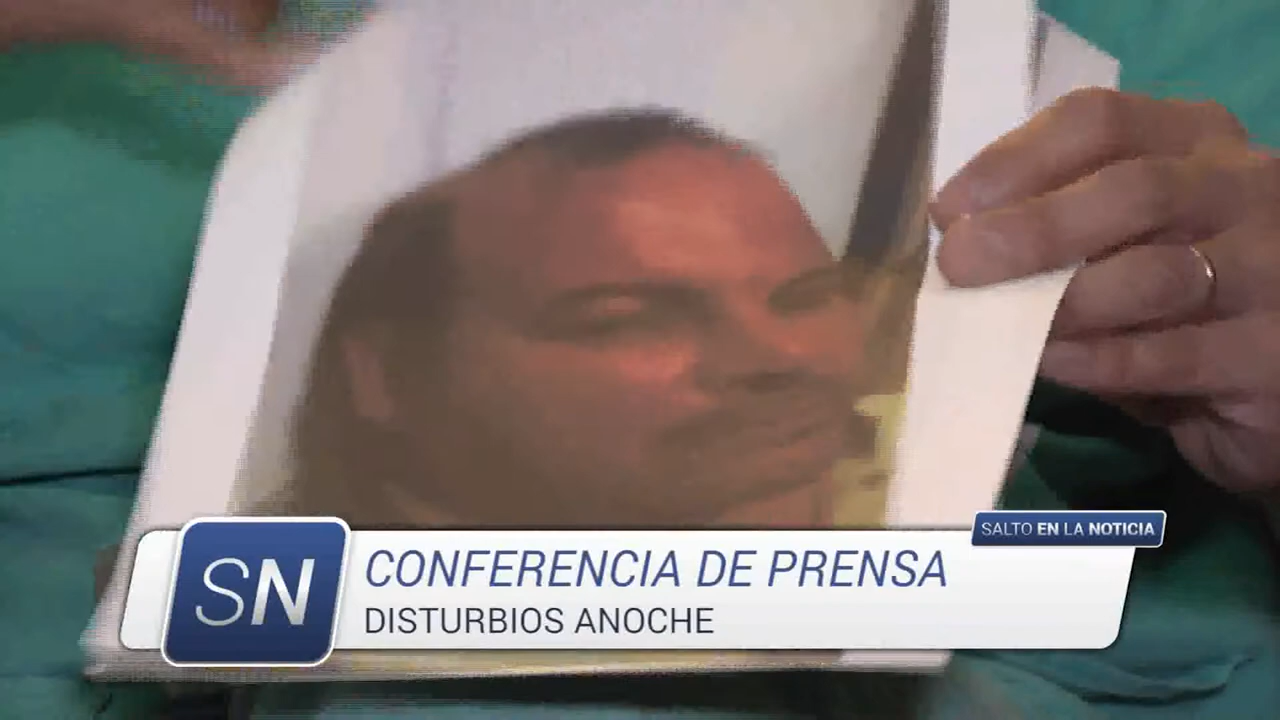 SALTO EN LA NOTICIA
SN
CONFERENCIA DE PRENSA
DISTURBIOS ANOCHE